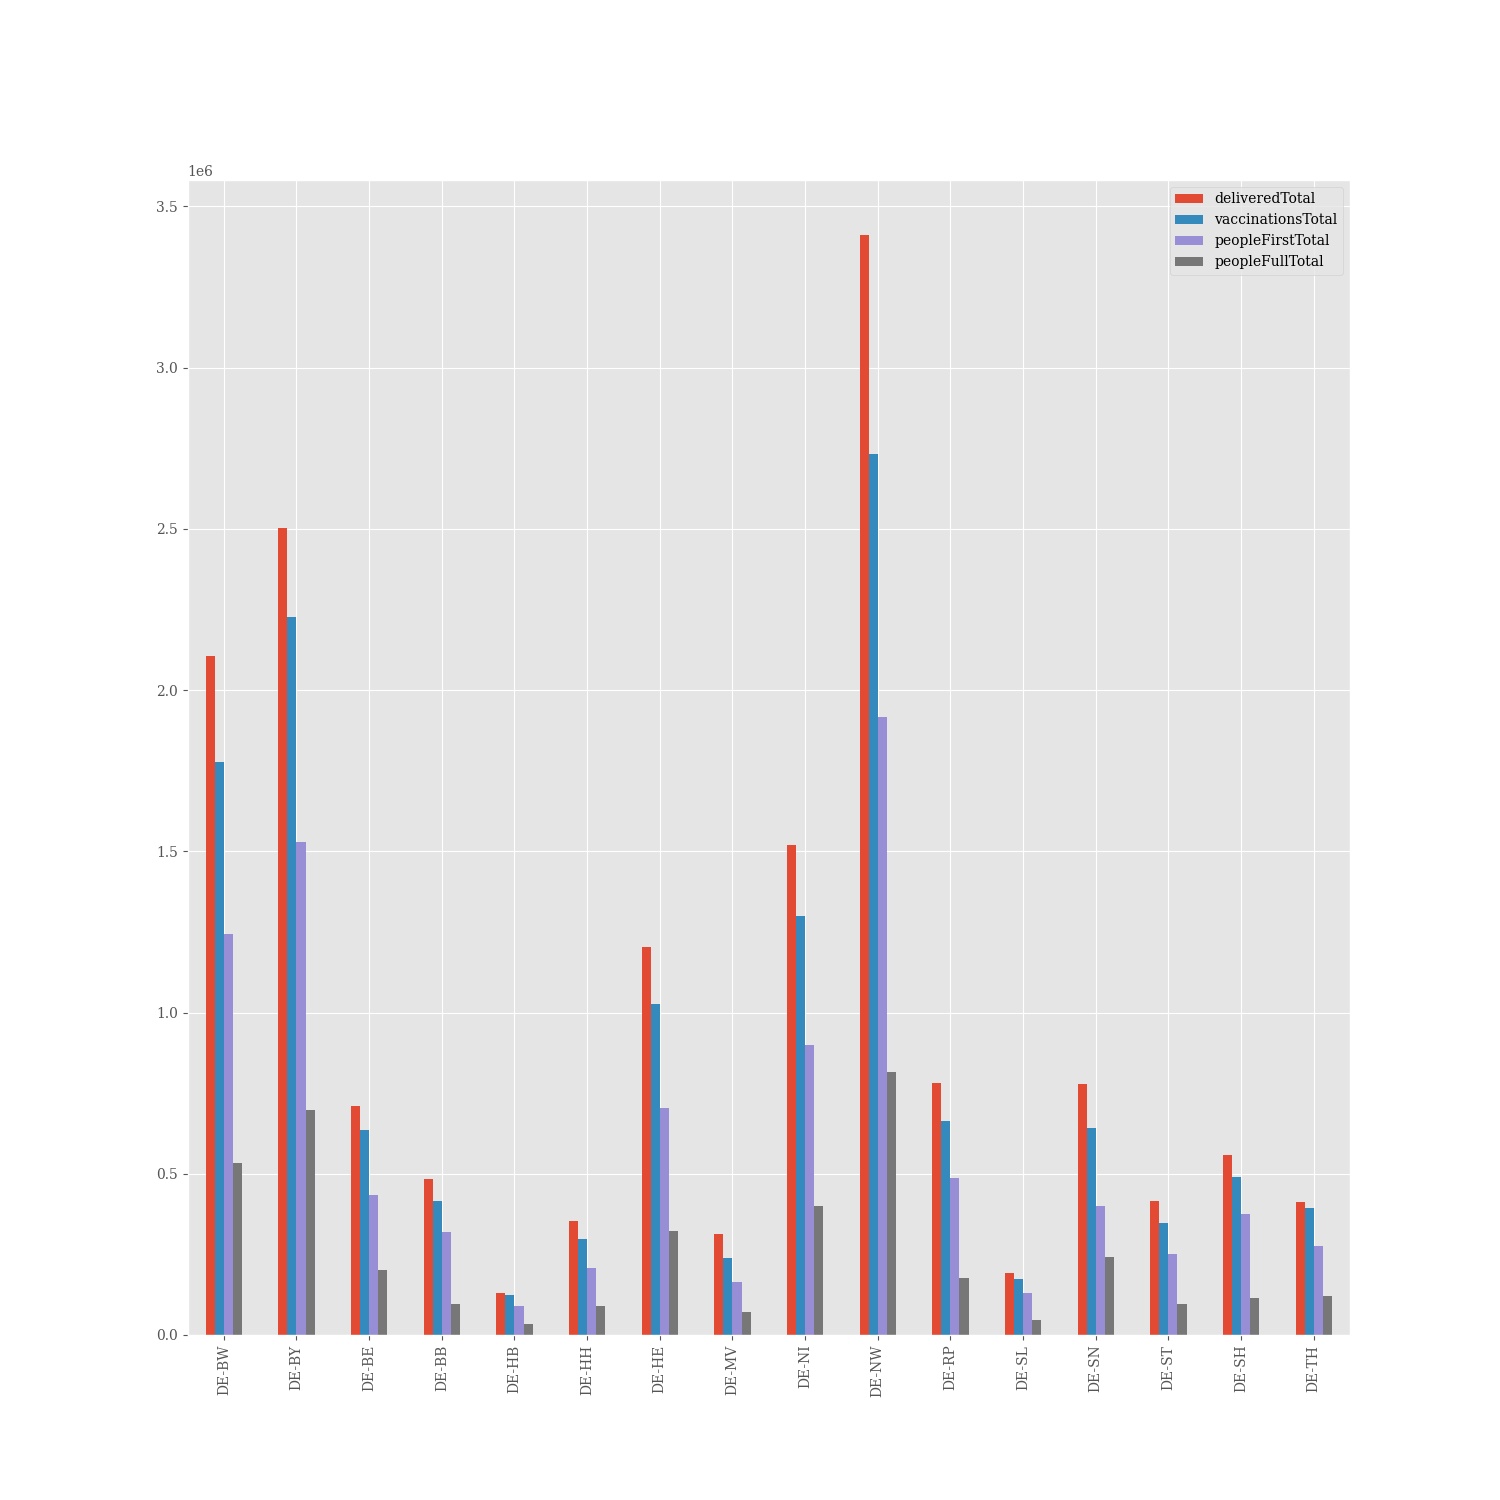 1e6
3.5
3.0
2.5
2.0
1.5
1.0
0.5
0.0
deliveredTotal
vaccinationsTotal
peopleFirstTotal
peopleFullTotal
DE-BW
DE-BY
DE-BE
DE-BB
DE-HB
DE-HH
DE-HE
DE-MV
DE-NI
DE-NW
DE-RP
DE-SL
DE-SN
DE-ST
DE-SH
DE-TH